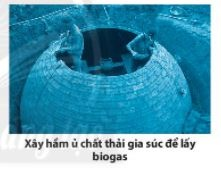 Xây hầm ủ chất thải gia súc để lấy
biogas